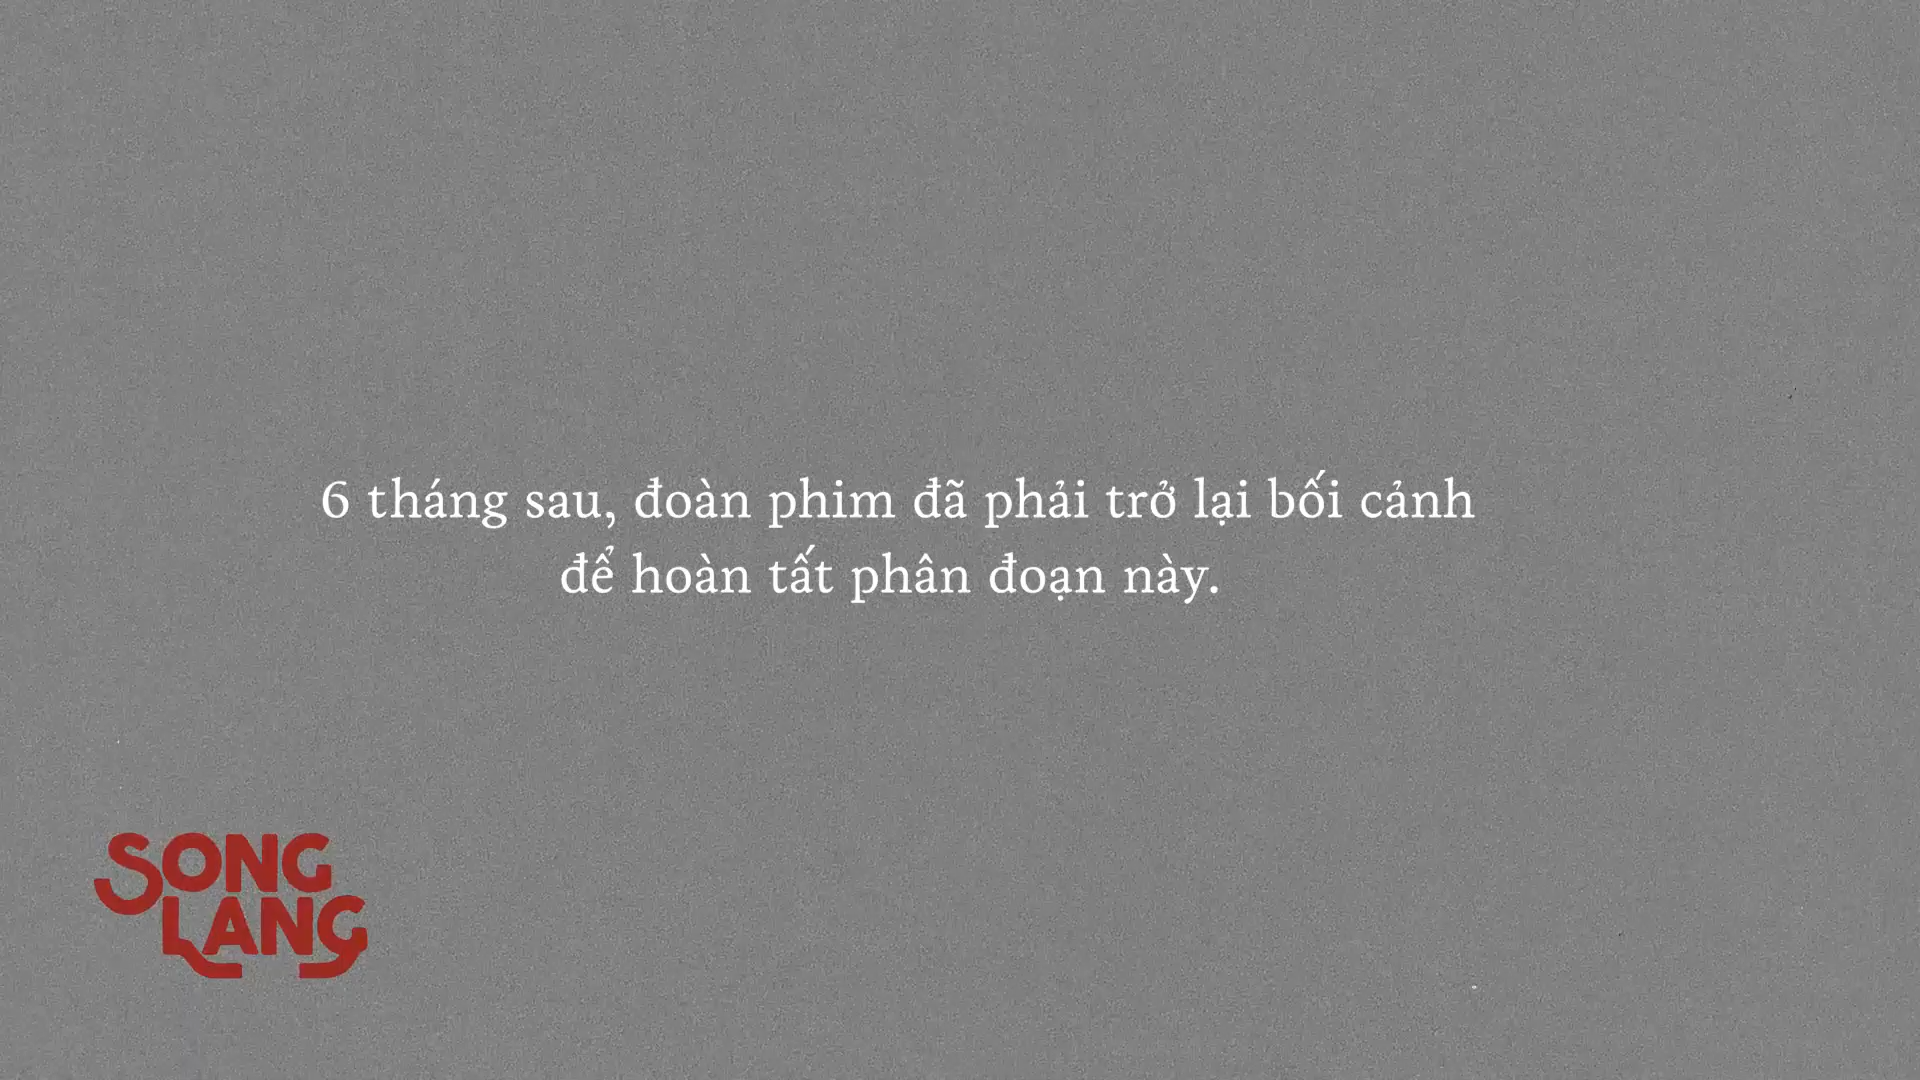 6 tháng sau, đoàn phim đã phải trở lại bối cảnh
để hoàn tất phân đoạn này.
SONG
LANG